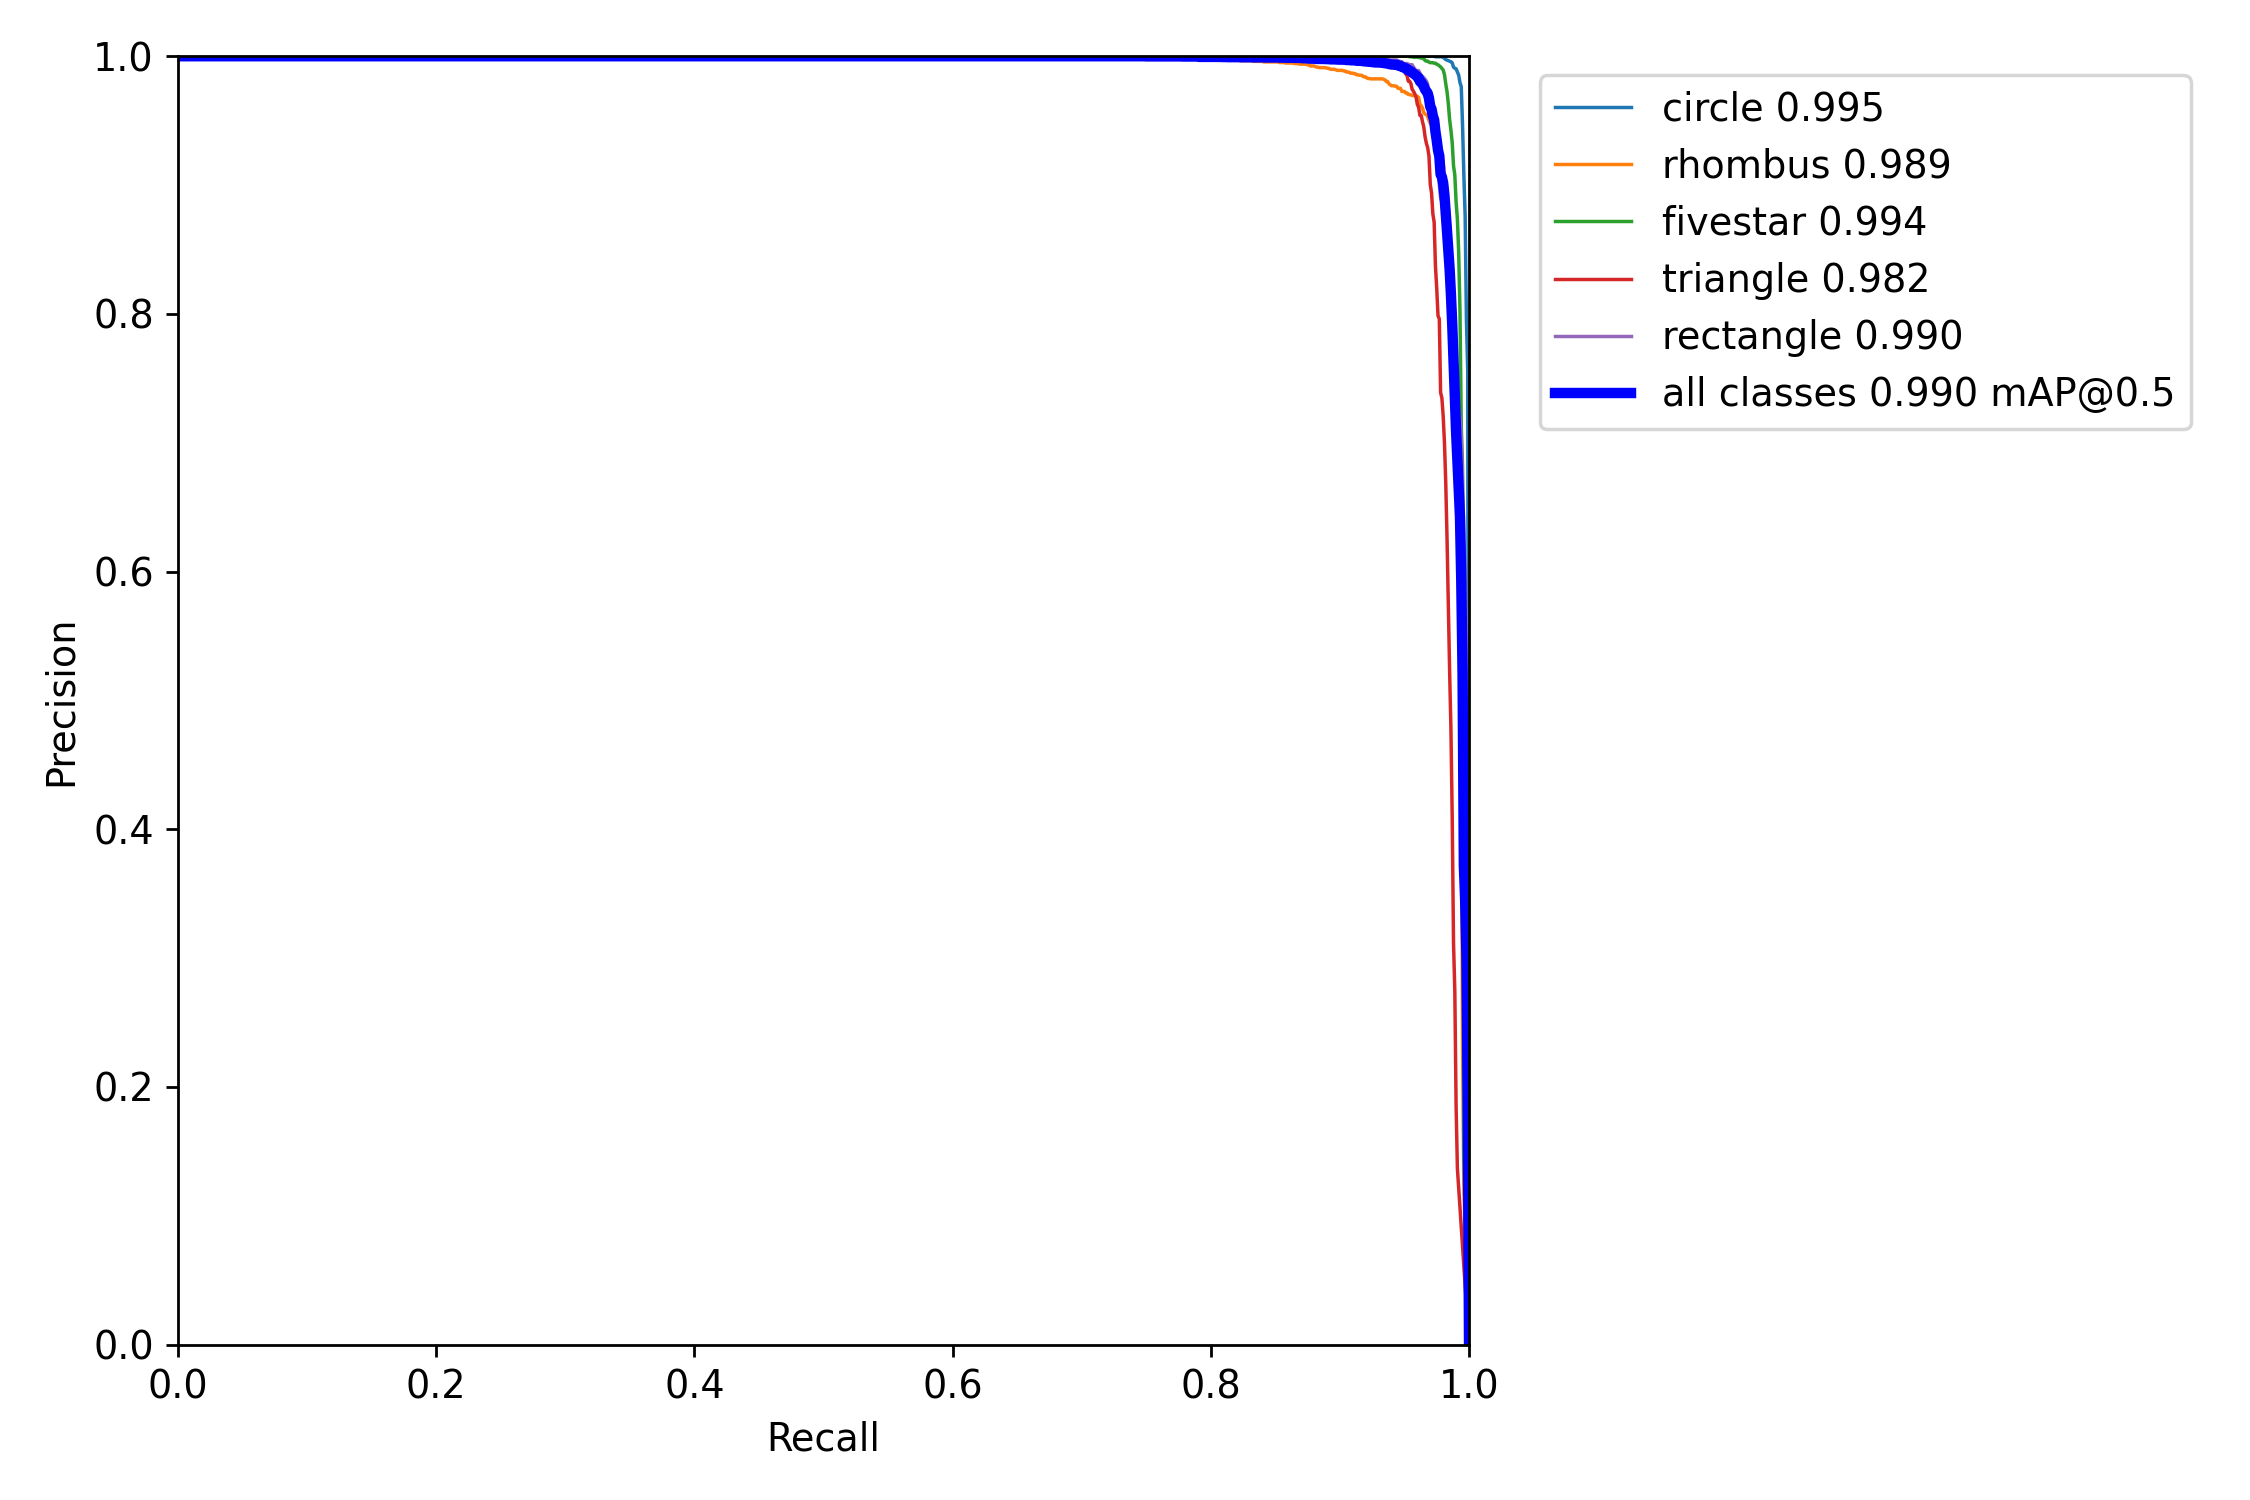 1.0
0.8
0.6
0.4
0.2
0.0
Precision
0.0 0.2 0.4 0.6 0.8 1.0
Recall
circle 0.995
rhombus 0.989
fivestar 0.994
triangle 0.982
rectangle 0.990
all classes 0.990 mAP@0.5